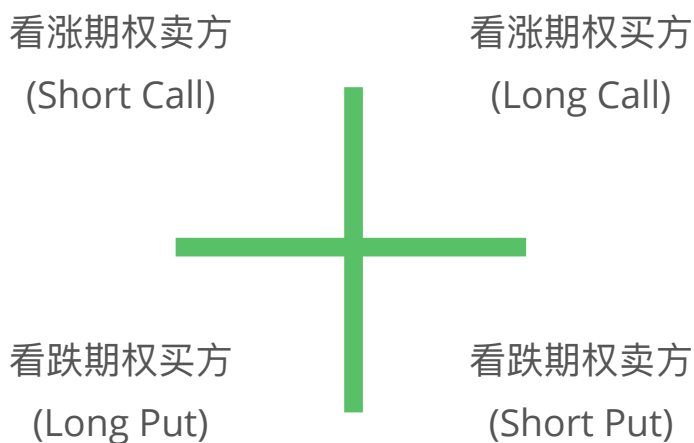 看涨期权卖方
(Short Call)
看涨期权买方
(Long Call)
看跌期权买方
(Long Put)
看跌期权卖方
(Short Put)